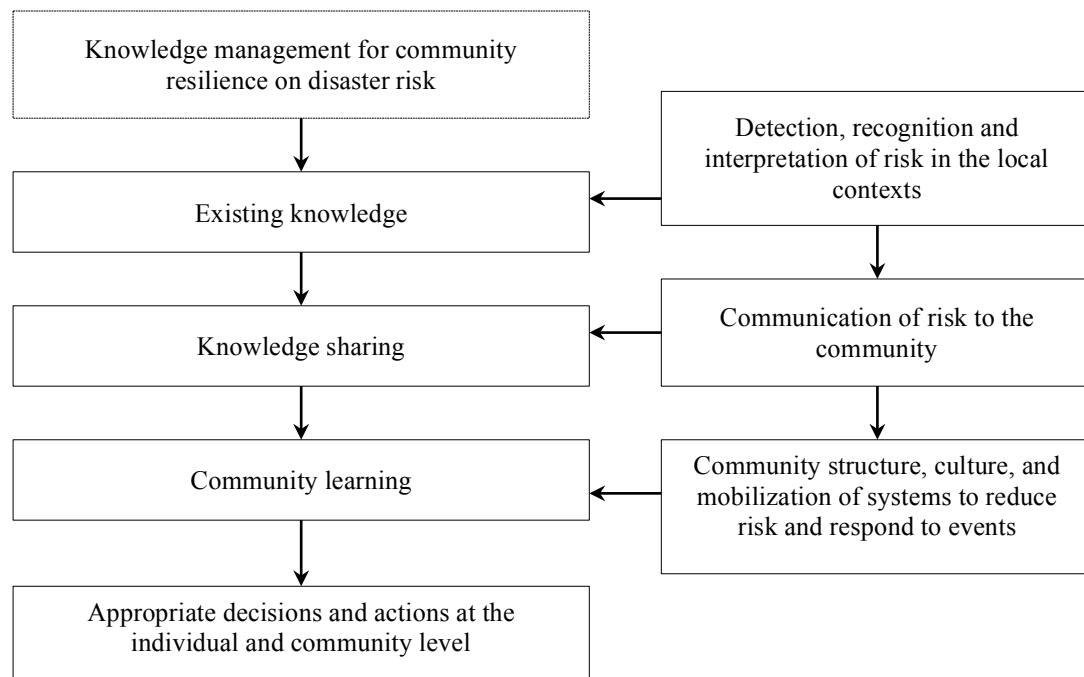 Knowledge management for community
resilience on disaster risk
Existing knowledge
Knowledge sharing
Community learning
Appropriate decisions and actions at the
individual and community level
Detection, recognition and
interpretation of risk in the local
contexts
Communication of risk to the
community
Community structure, culture, and
mobilization of systems to reduce
risk and respond to events